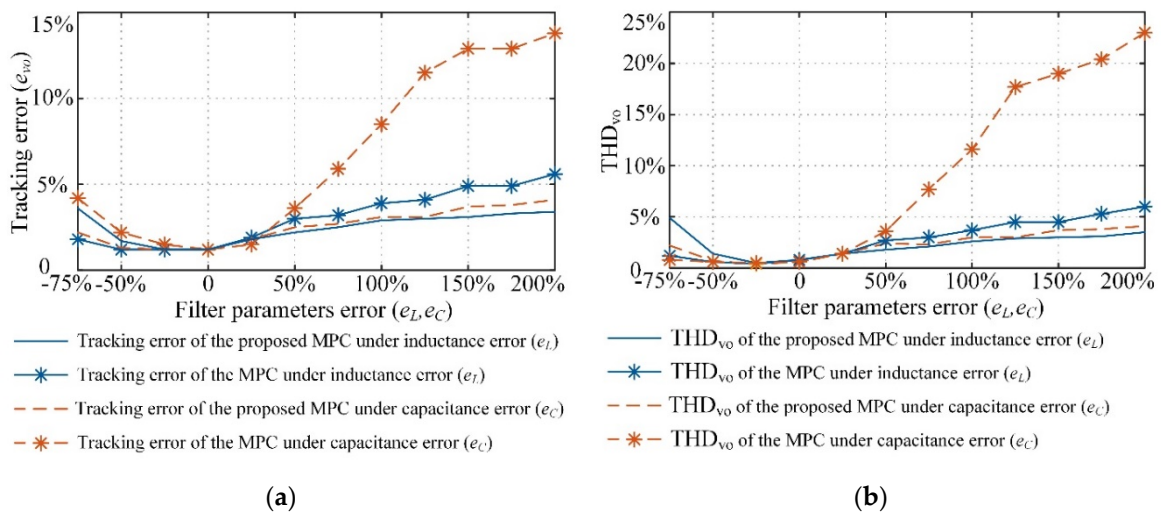 15%
10%
5%
0
Tracking error (e_vo)
-75% -50% 0 50% 100% 150% 200%
Filter parameters error (e_L,e_C)
Tracking error of the proposed MPC under inductance error (e_L)
Tracking error of the MPC under inductance error (e_L)
Tracking error of the proposed MPC under capacitance error (e_C)
Tracking error of the MPC under capacitance error (e_C)
(a)
25%
20%
15%
10%
5%
0
THD_vo
-75% -50% 0 50% 100% 150% 200%
Filter parameters error (e_L,e_C)
THD_vo of the proposed MPC under inductance error (e_L)
THD_vo of the MPC under inductance error (e_L)
THD_vo of the proposed MPC under capacitance error (e_C)
THD_vo of the MPC under capacitance error (e_C)
(b)